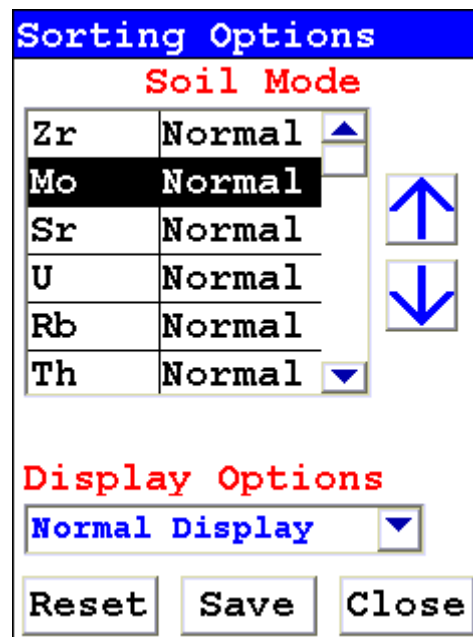 Sorting Options
Soil Mode
Zr Normal
Mo Normal
Sr Normal
U Normal
Rb Normal
Th Normal
Display Options
Normal Display
Reset Save Close